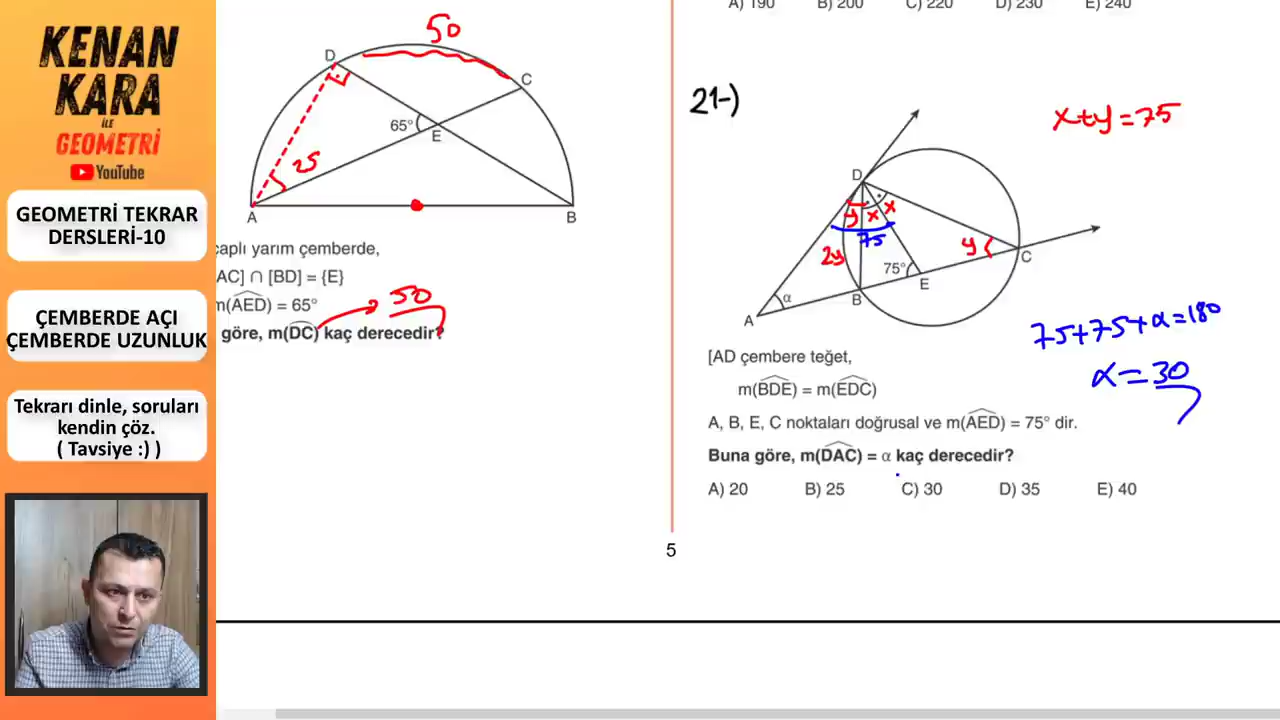 KENAN
KARA
İLE
GEOMETRİ
YouTube
GEOMETRİ TEKRAR
DERSLERİ-10
ÇEMBERDE AÇI
ÇEMBERDE UZUNLUK
Tekrarı dinle, soruları
kendin çöz.
( Tavsiye :) )
50
D
C
65°
E
25
A
B
çaplı yarım çemberde,
AC] ∩ [BD] = {E}
m(AED) = 65°
50
göre, m(DC) kaç derecedir?
A) 190 B) 200 C) 220 D) 230 E) 240
21-)
x+y=75
D
y x x
75
2y
y
C
75°
E
α
B
A
75+75+α=180
α=30
[AD çembere teğet,
m(BDE) = m(EDC)
A, B, E, C noktaları doğrusal ve m(AED) = 75° dir.
Buna göre, m(DAC) = α kaç derecedir?
A) 20 B) 25 C) 30 D) 35 E) 40
5